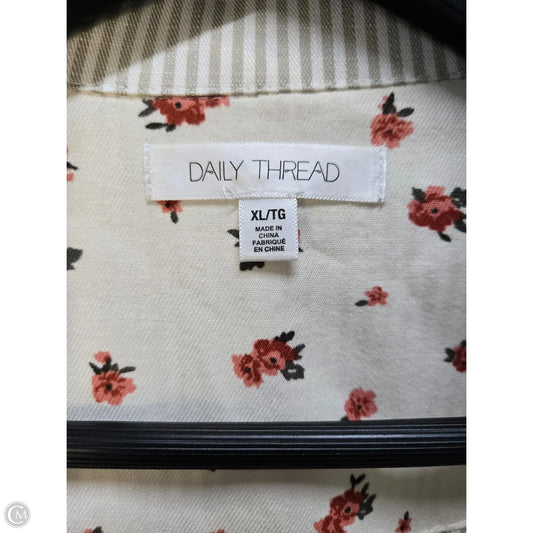 DAILY THREAD
XL/TG
MADE IN
CHINA
FABRIQUÉ
EN CHINE